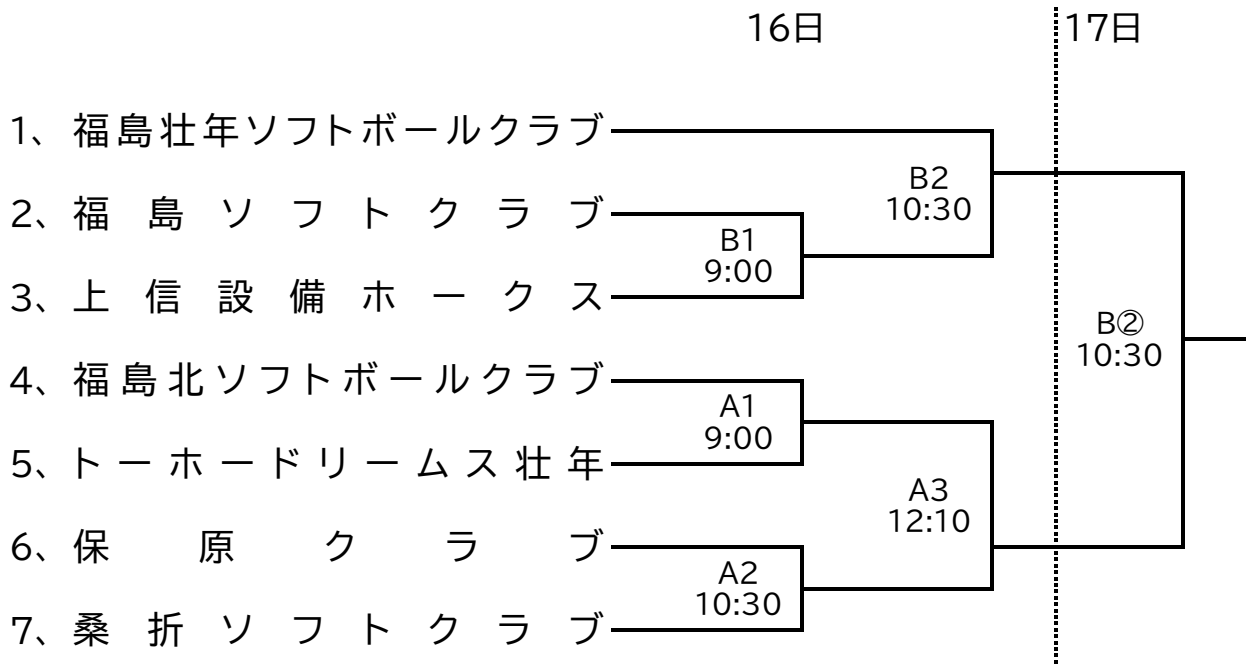 16日 17日
1、福島壮年ソフトボールクラブ
2、福島ソフトクラブ
3、上信設備ホークス
4、福島北ソフトボールクラブ
5、トーホードリームス壮年
6、保原クラブ
7、桑折ソフトクラブ
B1
9:00
A1
9:00
A2
10:30
B2
10:30
A3
12:10
B②
10:30